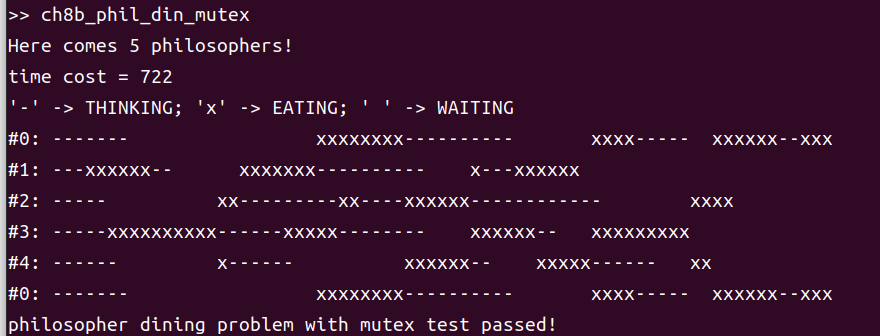 >> ch8b_phil_din_mutex
Here comes 5 philosophers!
time cost = 722
'-' -> THINKING; 'x' -> EATING; ' ' -> WAITING
#0: -------                 xxxxxxxx----------       xxxx-----  xxxxxx--xxx
#1: ---xxxxxx--      xxxxxxx----------    x---xxxxxx
#2: -----          xx---------xx----xxxxxx------------        xxxx
#3: -----xxxxxxxxxx------xxxxx--------    xxxxxx--   xxxxxxxxx
#4: ------         x------          xxxxxx--    xxxxx------   xx
#0: -------                 xxxxxxxx----------       xxxx-----  xxxxxx--xxx
philosopher dining problem with mutex test passed!